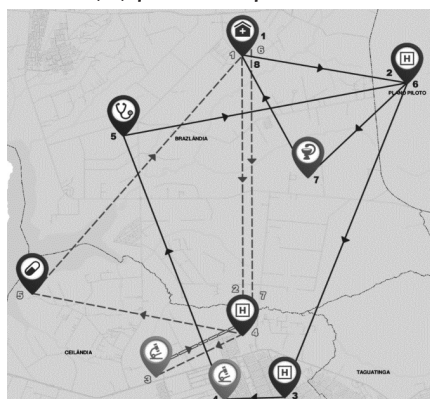 1
1 6
8
H
2
6
PLANO PILOTO
5
BRAZLÂNDIA
7
5
2 7
H
4
CEILÂNDIA
3
H
TAGUATINGA
3